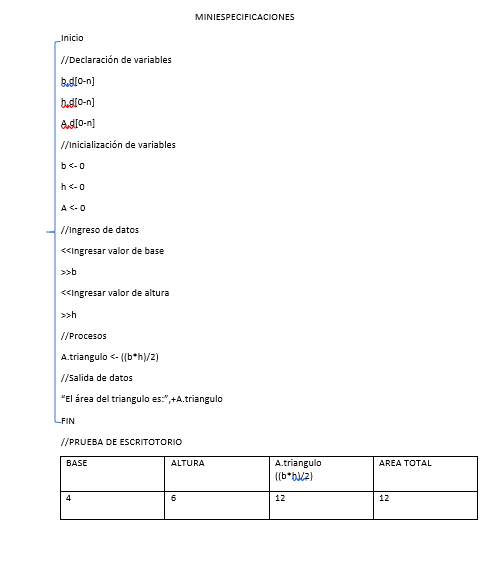 MINIESPECIFICACIONES
Inicio
//Declaración de variables
b.d[0-n]
h.d[0-n]
A.d[0-n]
//Inicialización de variables
b <- 0
h <- 0
A <- 0
//Ingreso de datos
<<Ingresar valor de base
>>b
<<Ingresar valor de altura
>>h
//Procesos
A.triangulo <- ((b*h)/2)
//Salida de datos
“El área del triangulo es:”,+A.triangulo
FIN
//PRUEBA DE ESCRITOTORIO
BASE ALTURA A.triangulo AREA TOTAL
((b*h)/2)
4 6 12 12